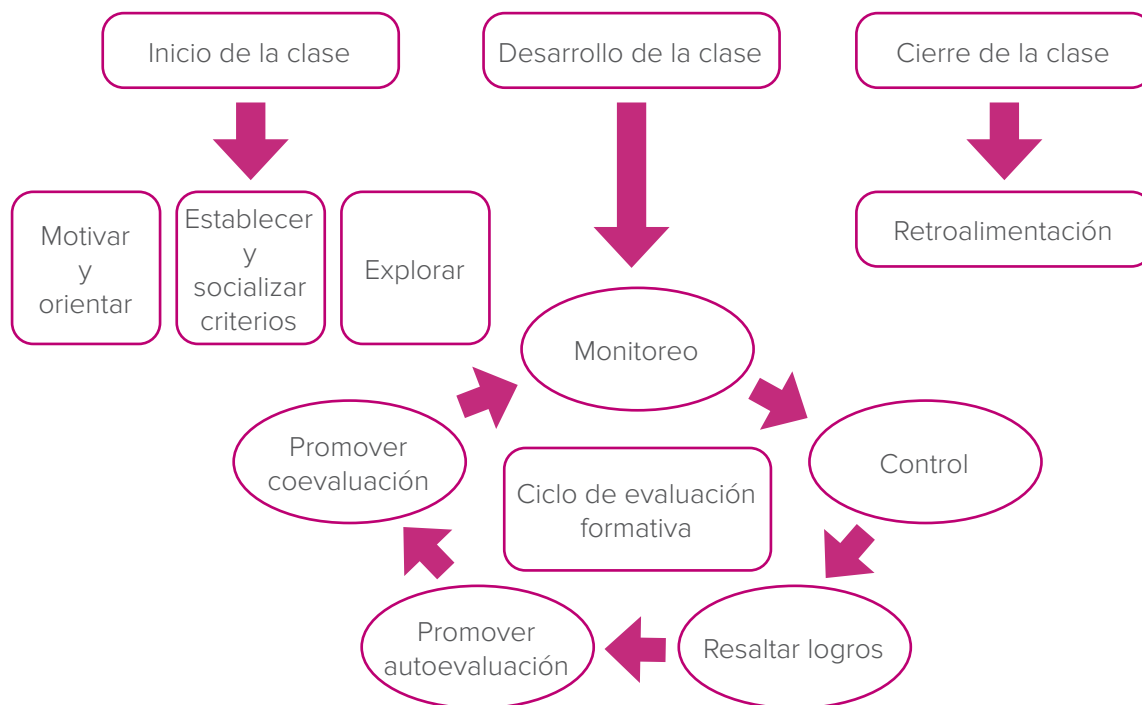 Inicio de la clase
Desarrollo de la clase
Cierre de la clase
Motivar
y
orientar
Establecer
y
socializar
criterios
Explorar
Retroalimentación
Monitoreo
Promover
coevaluación
Ciclo de evaluación
formativa
Control
Promover
autoevaluación
Resaltar logros